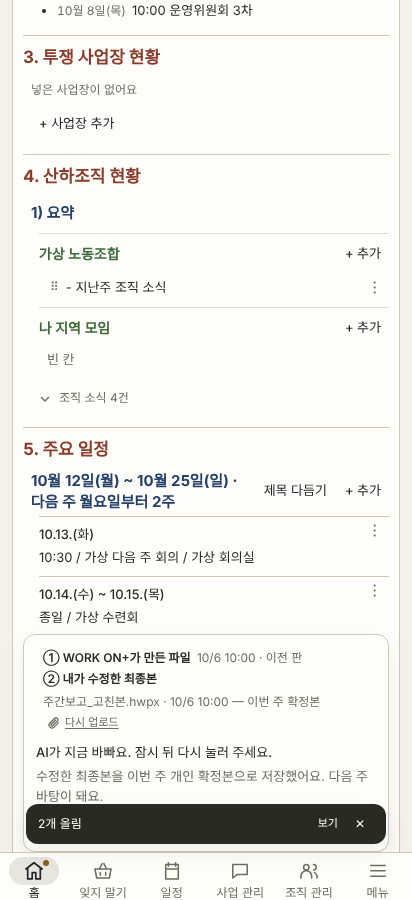 • 10월 8일(목) 10:00 운영위원회 3차
3. 투쟁 사업장 현황
넣은 사업장이 없어요
+ 사업장 추가
4. 산하조직 현황
1) 요약
가상 노동조합 + 추가
- 지난주 조직 소식
나 지역 모임 + 추가
빈 칸
조직 소식 4건
5. 주요 일정
10월 12일(월) ~ 10월 25일(일) · 제목 다듬기 + 추가
다음 주 월요일부터 2주
10.13.(화)
10:30 / 가상 다음 주 회의 / 가상 회의실
10.14.(수) ~ 10.15.(목)
종일 / 가상 수련회
① WORK ON+가 만든 파일 10/6 10:00 · 이전 판
② 내가 수정한 최종본
주간보고_고친본.hwpx · 10/6 10:00 — 이번 주 확정본
다시 업로드
AI가 지금 바빠요. 잠시 뒤 다시 눌러 주세요.
수정한 최종본을 이번 주 개인 확정본으로 저장했어요. 다음 주
바탕이 돼요.
2개 올림 보기 ×
홈 잊지 말기 일정 사업 관리 조직 관리 메뉴